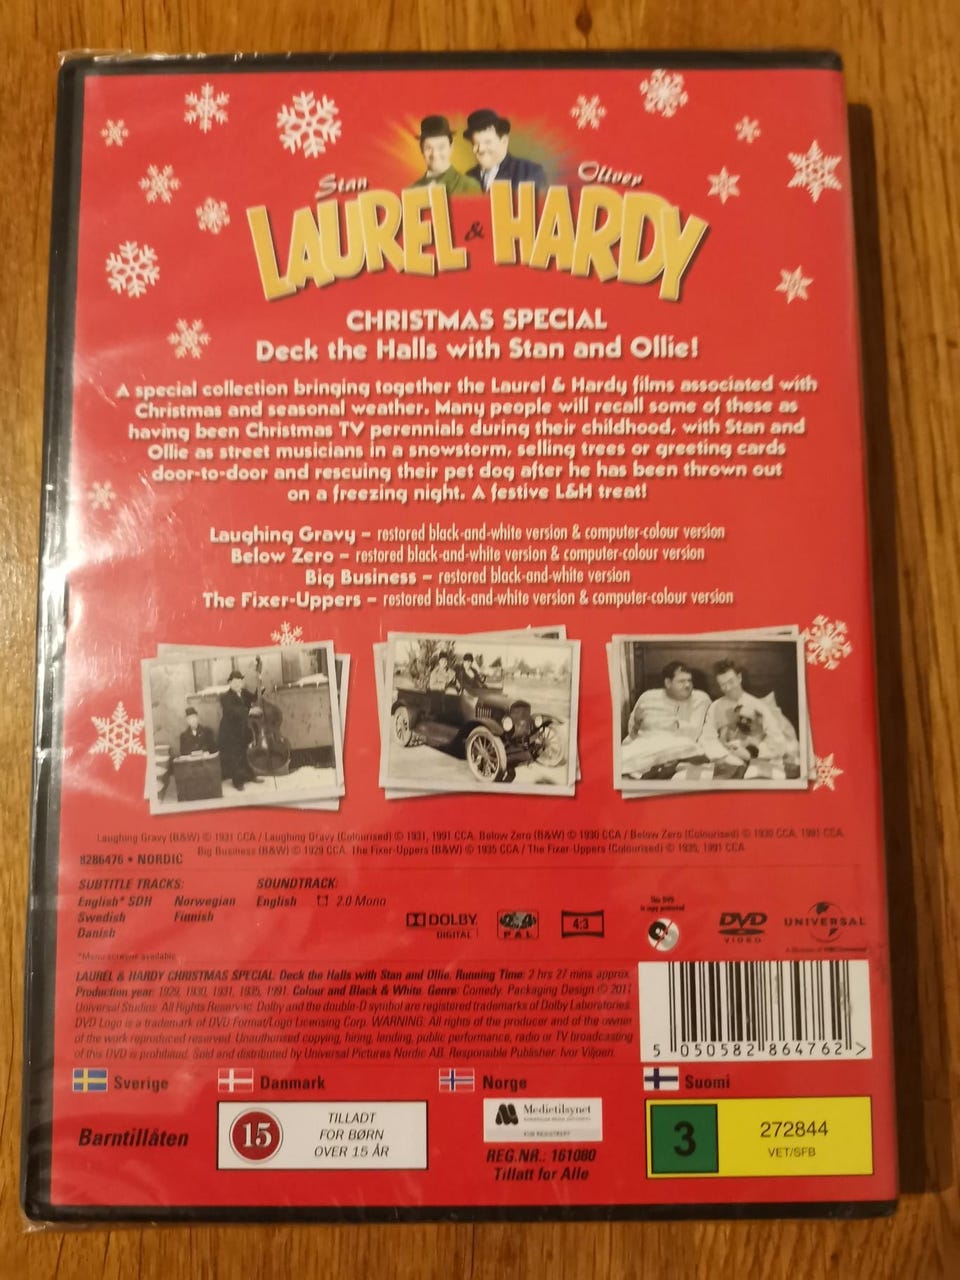 Stan Oliver
LAUREL & HARDY
CHRISTMAS SPECIAL
Deck the Halls with Stan and Ollie!
A special collection bringing together the Laurel & Hardy films associated with
Christmas and seasonal weather. Many people will recall some of these as
having been Christmas TV perennials during their childhood, with Stan and
Ollie as street musicians in a snowstorm, selling trees or greeting cards
door-to-door and rescuing their pet dog after he has been thrown out
on a freezing night. A festive L&H treat!
Laughing Gravy – restored black-and-white version & computer-colour version
Below Zero – restored black-and-white version & computer-colour version
Big Business – restored black-and-white version
The Fixer-Uppers – restored black-and-white version & computer-colour version
Laughing Gravy (B&W) © 1931 CCA / Laughing Gravy (Colourised) © 1931, 1991 CCA. Below Zero (B&W) © 1930 CCA / Below Zero (Colourised) © 1930 CCA, 1991 CCA.
Big Business (B&W) © 1929 CCA. The Fixer-Uppers (B&W) © 1935 CCA / The Fixer-Uppers (Colourised) © 1935, 1991 CCA
8286476 • NORDIC
SUBTITLE TRACKS: SOUNDTRACK:
English* SDH Norwegian English 2.0 Mono
Swedish Finnish
Danish
*Menu screens available
DOLBY DIGITAL
PAL
4:3
This DVD
is copy protected
DVD VIDEO
UNIVERSAL
LAUREL & HARDY CHRISTMAS SPECIAL: Deck the Halls with Stan and Ollie. Running Time: 2 hrs 27 mins approx.
Production year: 1929, 1930, 1931, 1935, 1991. Colour and Black & White. Genre: Comedy. Packaging Design © 2011
Universal Studios. All Rights Reserved. Dolby and the double-D symbol are registered trademarks of Dolby Laboratories.
DVD Logo is a trademark of DVD Format/Logo Licensing Corp. WARNING: All rights of the producer and of the owner
of the work reproduced reserved. Unauthorised copying, hiring, lending, public performance, radio or TV broadcasting
of this DVD is prohibited. Sold and distributed by Universal Pictures Nordic AB. Responsible Publisher: Ivor Viljoen.
5 050582 864762 >
Sverige Danmark Norge Suomi
Barntillåten
15
TILLADT
FOR BØRN
OVER 15 ÅR
Medietilsynet
REG.NR.: 161080
Tillatt for Alle
3
272844
VET/SFB